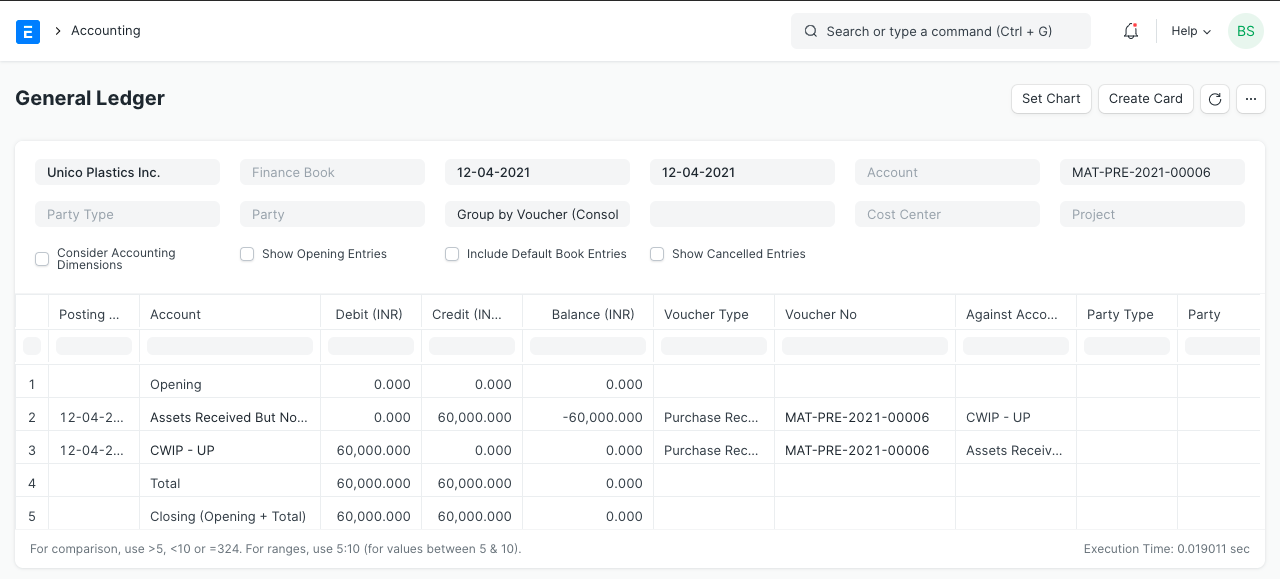 E > Accounting Search or type a command (Ctrl + G) Help BS
General Ledger Set Chart Create Card ...
Unico Plastics Inc. Finance Book 12-04-2021 12-04-2021 Account MAT-PRE-2021-00006
Party Type Party Group by Voucher (Consol Cost Center Project
Consider Accounting Dimensions Show Opening Entries Include Default Book Entries Show Cancelled Entries
Posting ... Account Debit (INR) Credit (IN... Balance (INR) Voucher Type Voucher No Against Acco... Party Type Party
1 Opening 0.000 0.000 0.000
2 12-04-2... Assets Received But No... 0.000 60,000.000 -60,000.000 Purchase Rec... MAT-PRE-2021-00006 CWIP - UP
3 12-04-2... CWIP - UP 60,000.000 0.000 0.000 Purchase Rec... MAT-PRE-2021-00006 Assets Receiv...
4 Total 60,000.000 60,000.000 0.000
5 Closing (Opening + Total) 60,000.000 60,000.000 0.000
For comparison, use >5, <10 or =324. For ranges, use 5:10 (for values between 5 & 10). Execution Time: 0.019011 sec